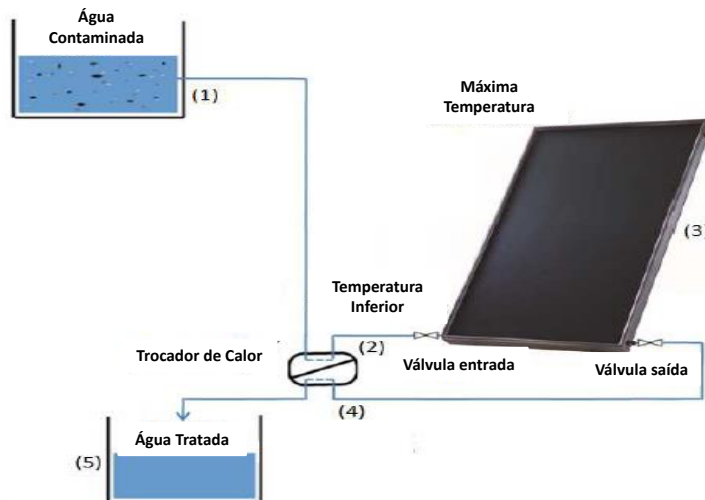 Água
Contaminada
(1)
Máxima
Temperatura
(3)
Temperatura
Inferior
(2)
Trocador de Calor
Válvula entrada
Válvula saída
(4)
Água Tratada
(5)